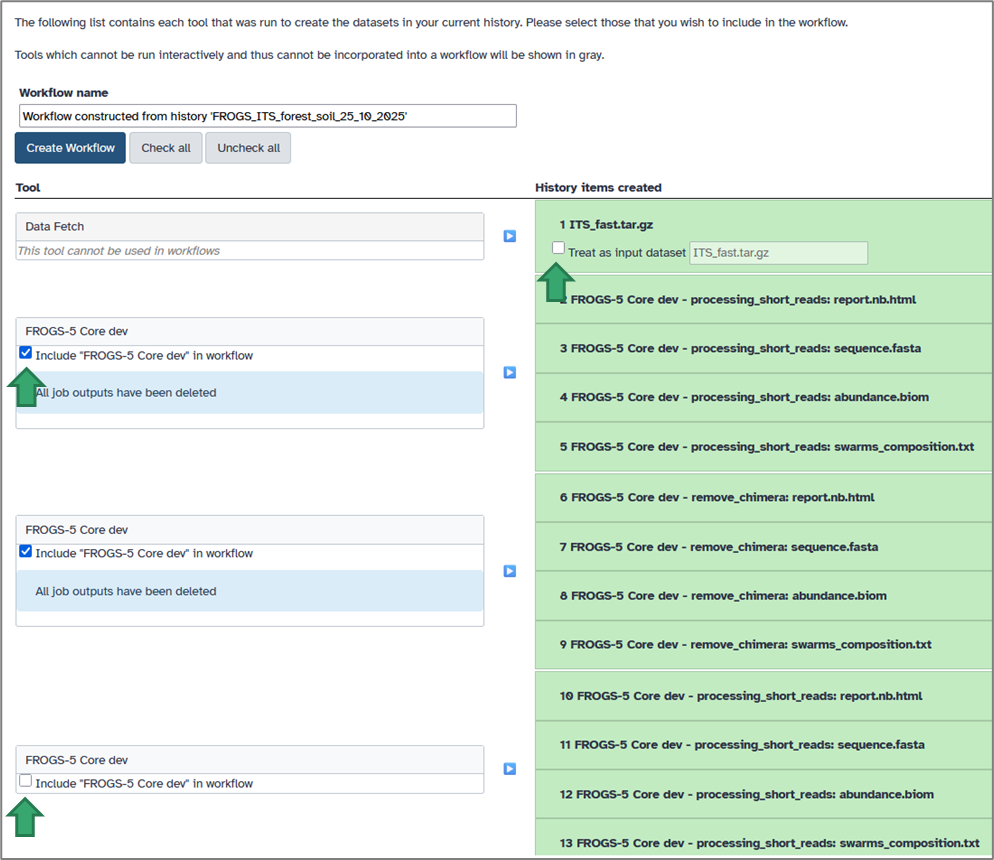 The following list contains each tool that was run to create the datasets in your current history. Please select those that you wish to include in the workflow.
Tools which cannot be run interactively and thus cannot be incorporated into a workflow will be shown in gray.
Workflow name
Workflow constructed from history 'FROGS_ITS_forest_soil_25_10_2025'
Create Workflow Check all Uncheck all
Tool History items created
Data Fetch
This tool cannot be used in workflows
1 ITS_fast.tar.gz
Treat as input dataset ITS_fast.tar.gz
2 FROGS-5 Core dev - processing_short_reads: report.nb.html
FROGS-5 Core dev
Include "FROGS-5 Core dev" in workflow
All job outputs have been deleted
3 FROGS-5 Core dev - processing_short_reads: sequence.fasta
4 FROGS-5 Core dev - processing_short_reads: abundance.biom
5 FROGS-5 Core dev - processing_short_reads: swarms_composition.txt
6 FROGS-5 Core dev - remove_chimera: report.nb.html
FROGS-5 Core dev
Include "FROGS-5 Core dev" in workflow
All job outputs have been deleted
7 FROGS-5 Core dev - remove_chimera: sequence.fasta
8 FROGS-5 Core dev - remove_chimera: abundance.biom
9 FROGS-5 Core dev - remove_chimera: swarms_composition.txt
10 FROGS-5 Core dev - processing_short_reads: report.nb.html
FROGS-5 Core dev
Include "FROGS-5 Core dev" in workflow
11 FROGS-5 Core dev - processing_short_reads: sequence.fasta
12 FROGS-5 Core dev - processing_short_reads: abundance.biom
13 FROGS-5 Core dev - processing_short_reads: swarms_composition.txt